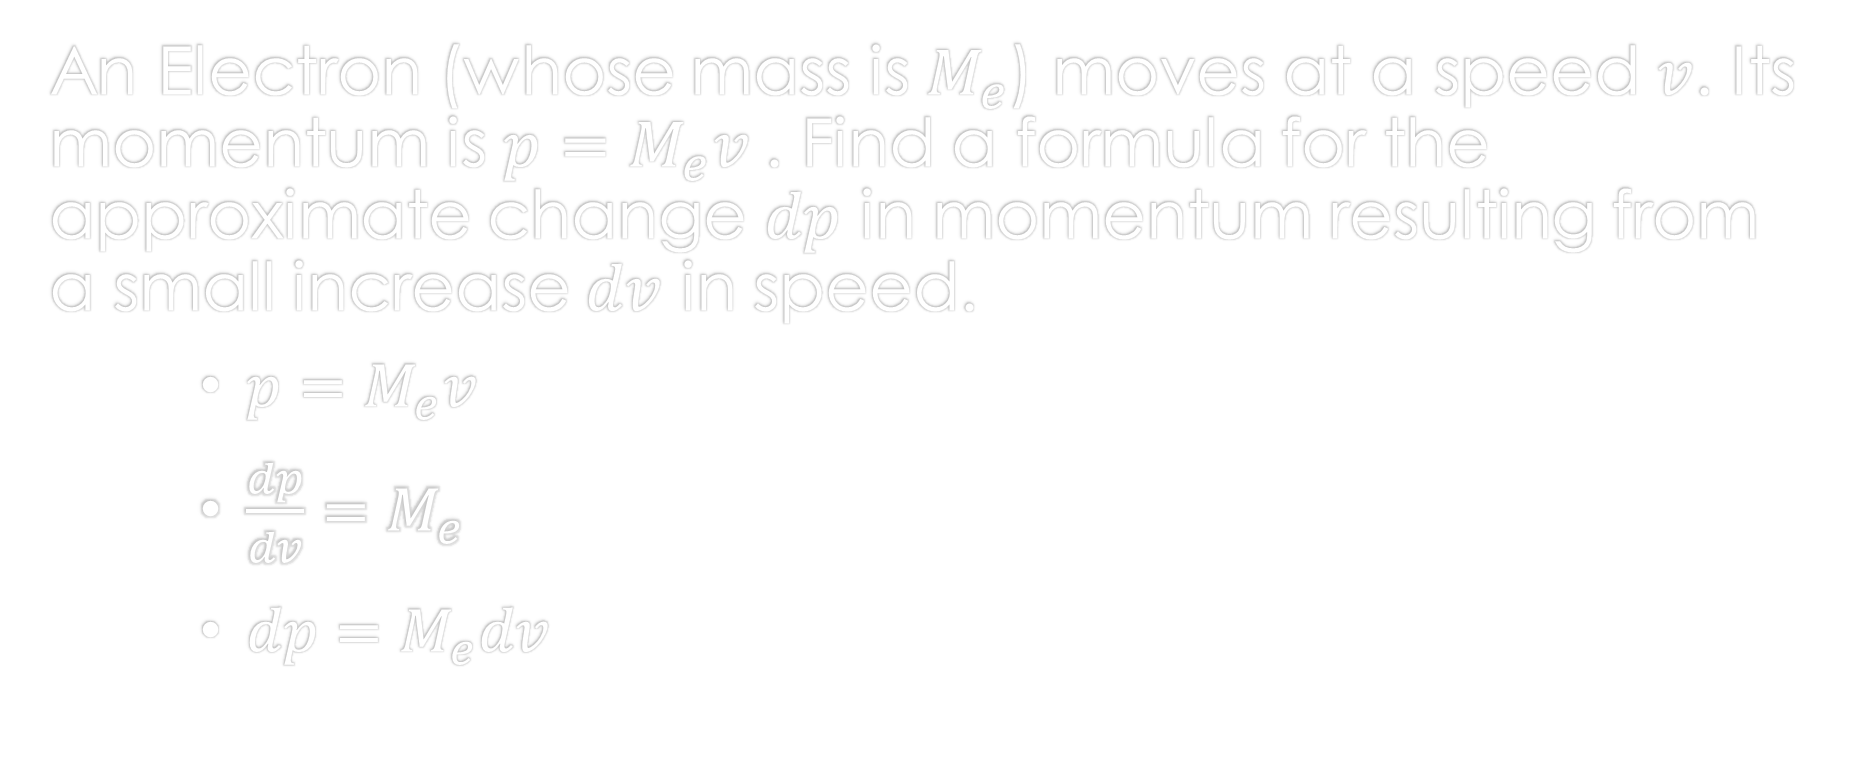 An Electron (whose mass is Mₑ) moves at a speed v. Its
momentum is p = Mₑv . Find a formula for the
approximate change dp in momentum resulting from
a small increase dv in speed.
• p = Mₑv
• dp/dv = Mₑ
• dp = Mₑdv